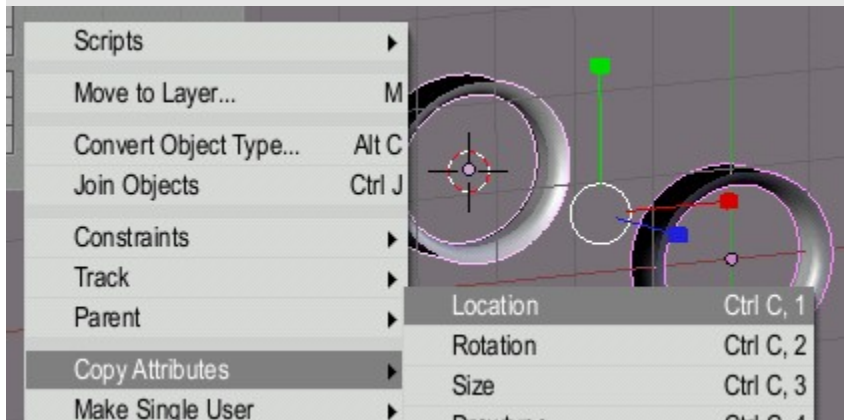 Scripts
Move to Layer... M
Convert Object Type... Alt C
Join Objects Ctrl J
Constraints
Track
Parent
Copy Attributes
Make Single User
Location Ctrl C, 1
Rotation Ctrl C, 2
Size Ctrl C, 3